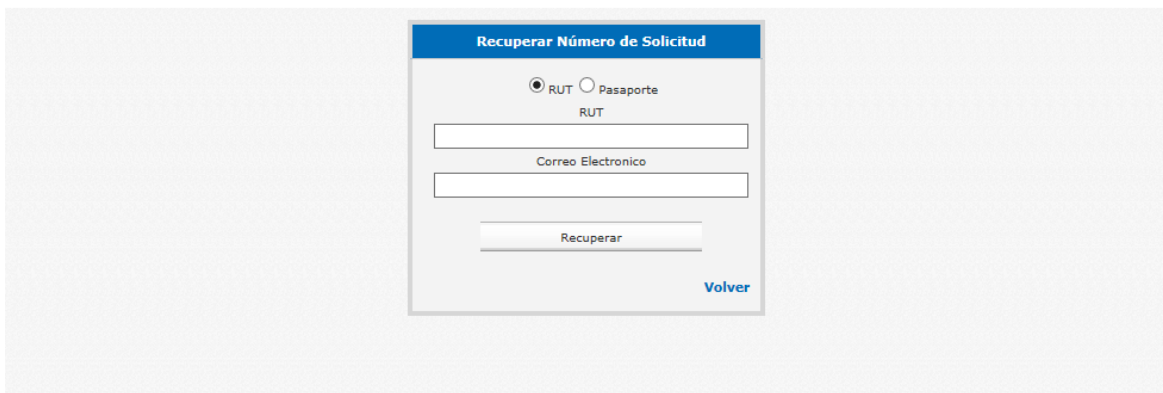 Recuperar Número de Solicitud
RUT Pasaporte
RUT
Correo Electronico
Recuperar
Volver